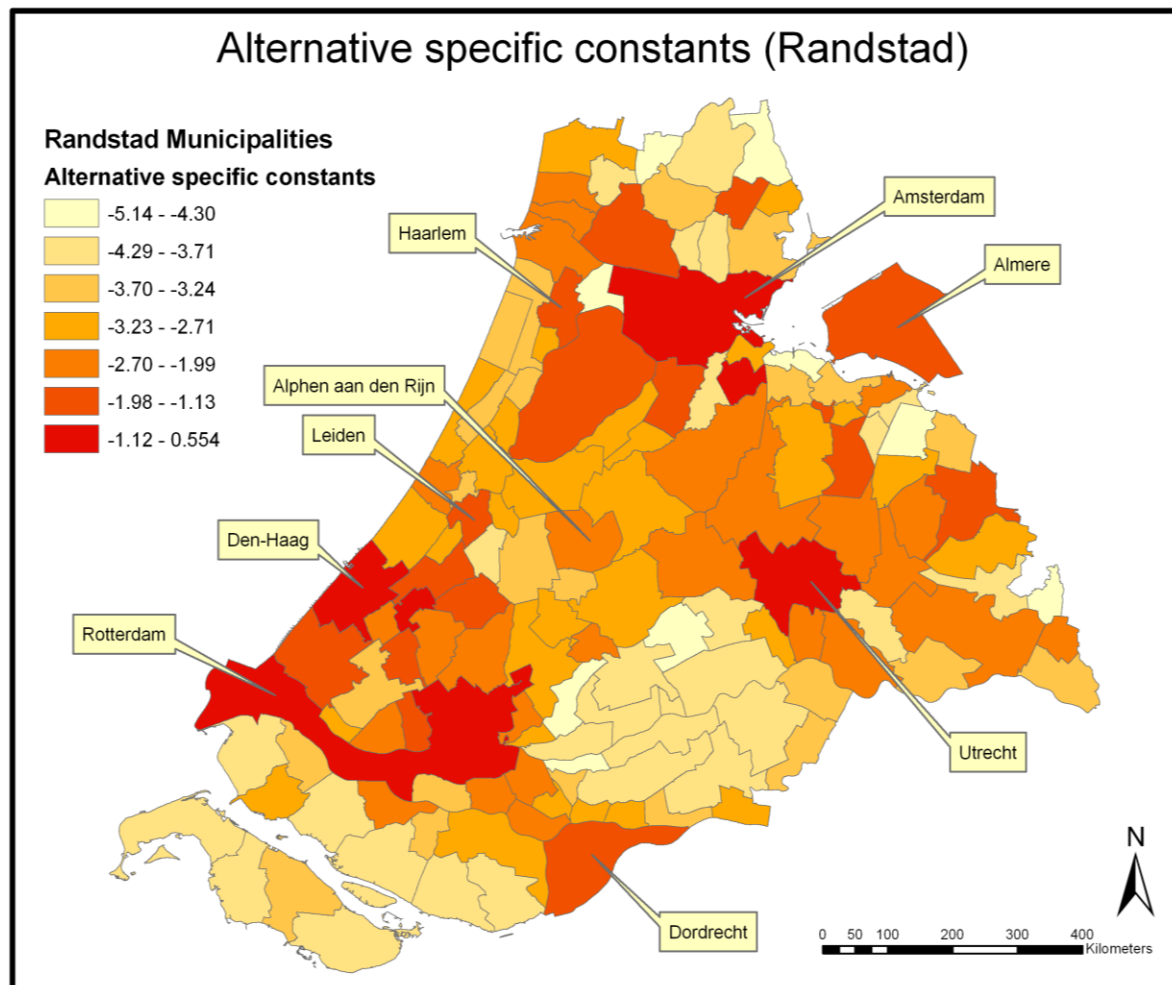 Alternative specific constants (Randstad)
Randstad Municipalities
Alternative specific constants
-5.14 - -4.30
-4.29 - -3.71
-3.70 - -3.24
-3.23 - -2.71
-2.70 - -1.99
-1.98 - -1.13
-1.12 - 0.554
Amsterdam
Haarlem
Almere
Alphen aan den Rijn
Leiden
Den-Haag
Rotterdam
Utrecht
Dordrecht
N
0 50 100 200 300 400
Kilometers